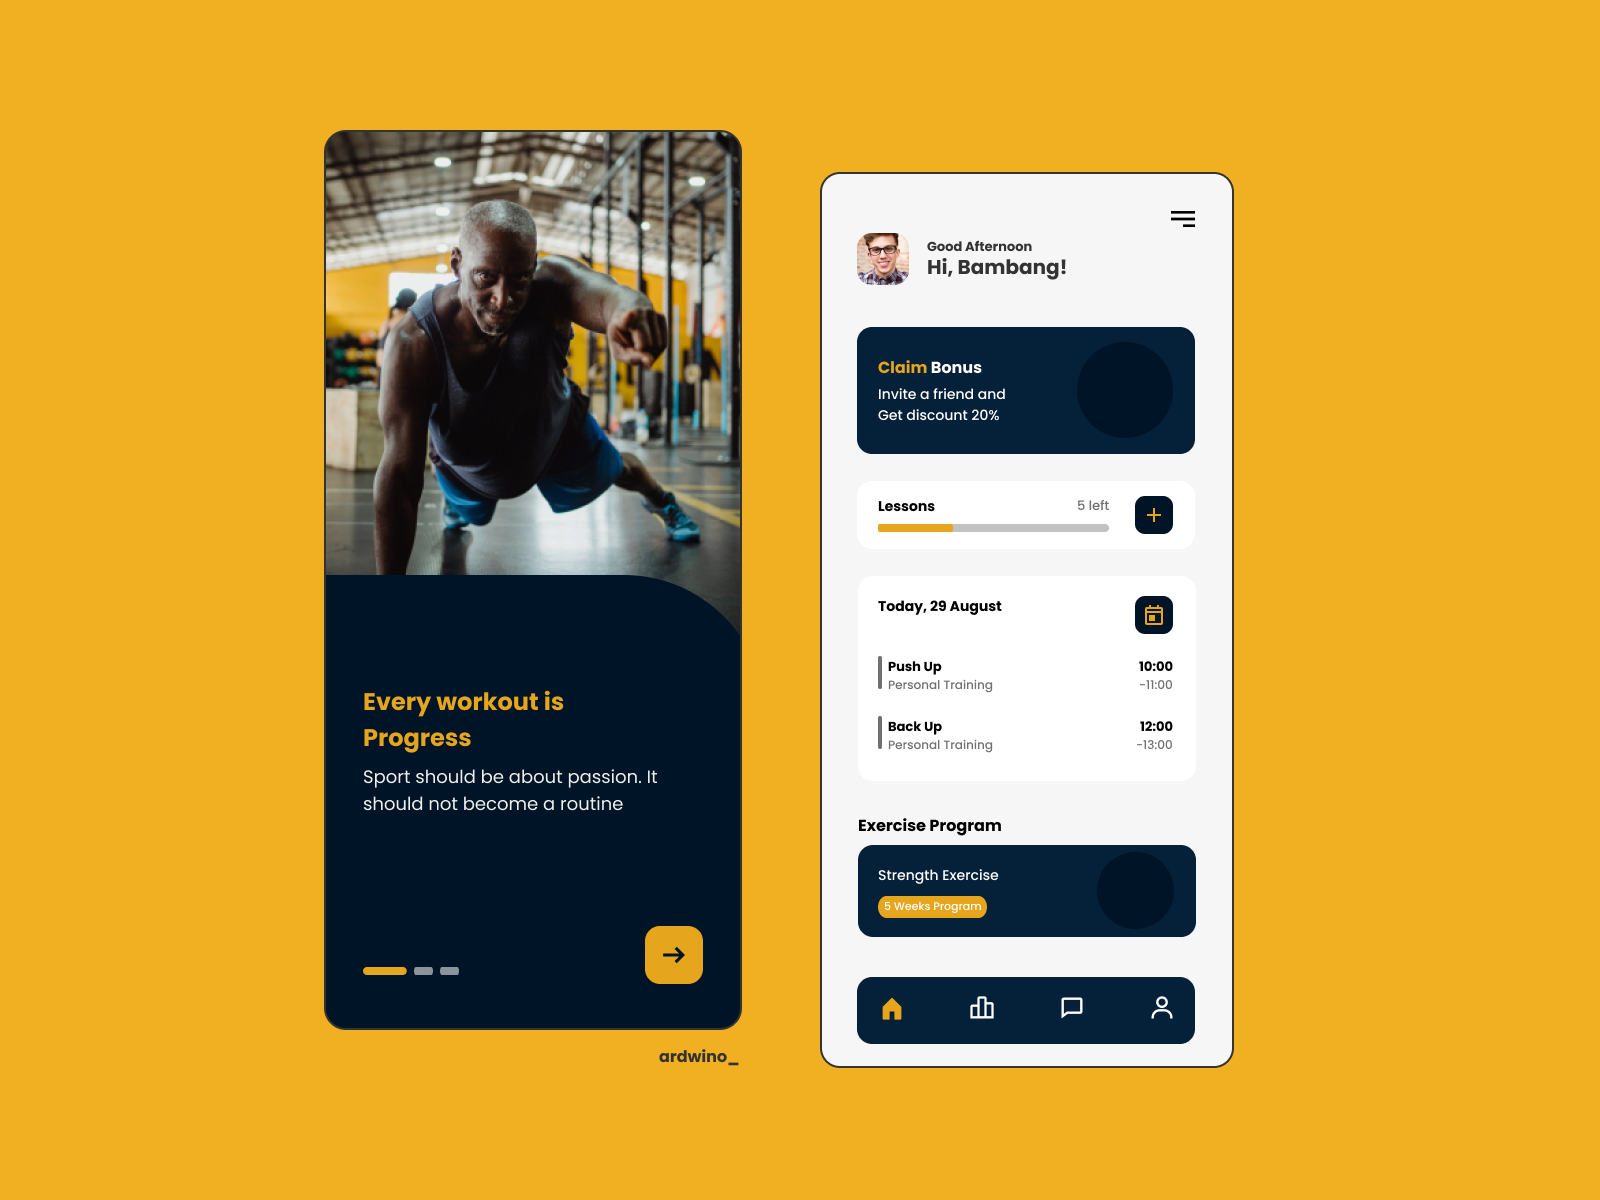 Every workout is
Progress
Sport should be about passion. It
should not become a routine
ardwino_
Good Afternoon
Hi, Bambang!
Claim Bonus
Invite a friend and
Get discount 20%
Lessons
5 left
Today, 29 August
Push Up
10:00
Personal Training
-11:00
Back Up
12:00
Personal Training
-13:00
Exercise Program
Strength Exercise
5 Weeks Program